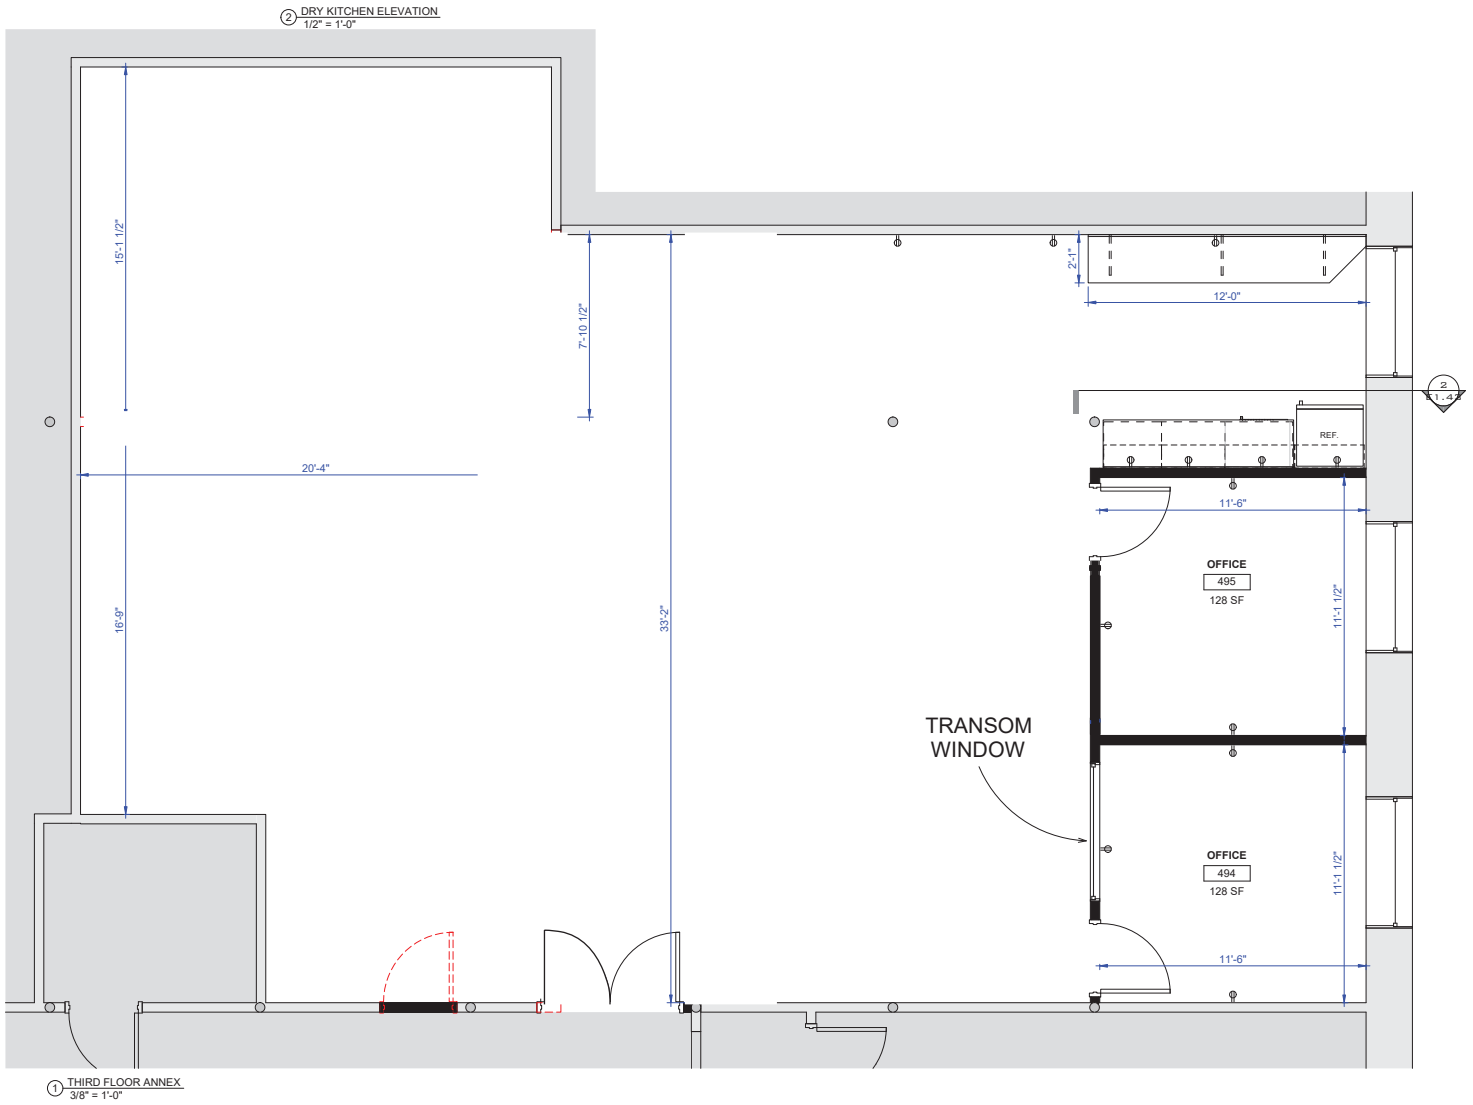 2 DRY KITCHEN ELEVATION
1/2" = 1'-0"
15'-1 1/2"
7'-10 1/2"
2'-1"
12'-0"
2
REF.
20'-4"
11'-6"
OFFICE
495
128 SF
11'-1 1/2"
16'-9"
33'-2"
TRANSOM
WINDOW
OFFICE
494
128 SF
11'-1 1/2"
11'-6"
1 THIRD FLOOR ANNEX
3/8" = 1'-0"